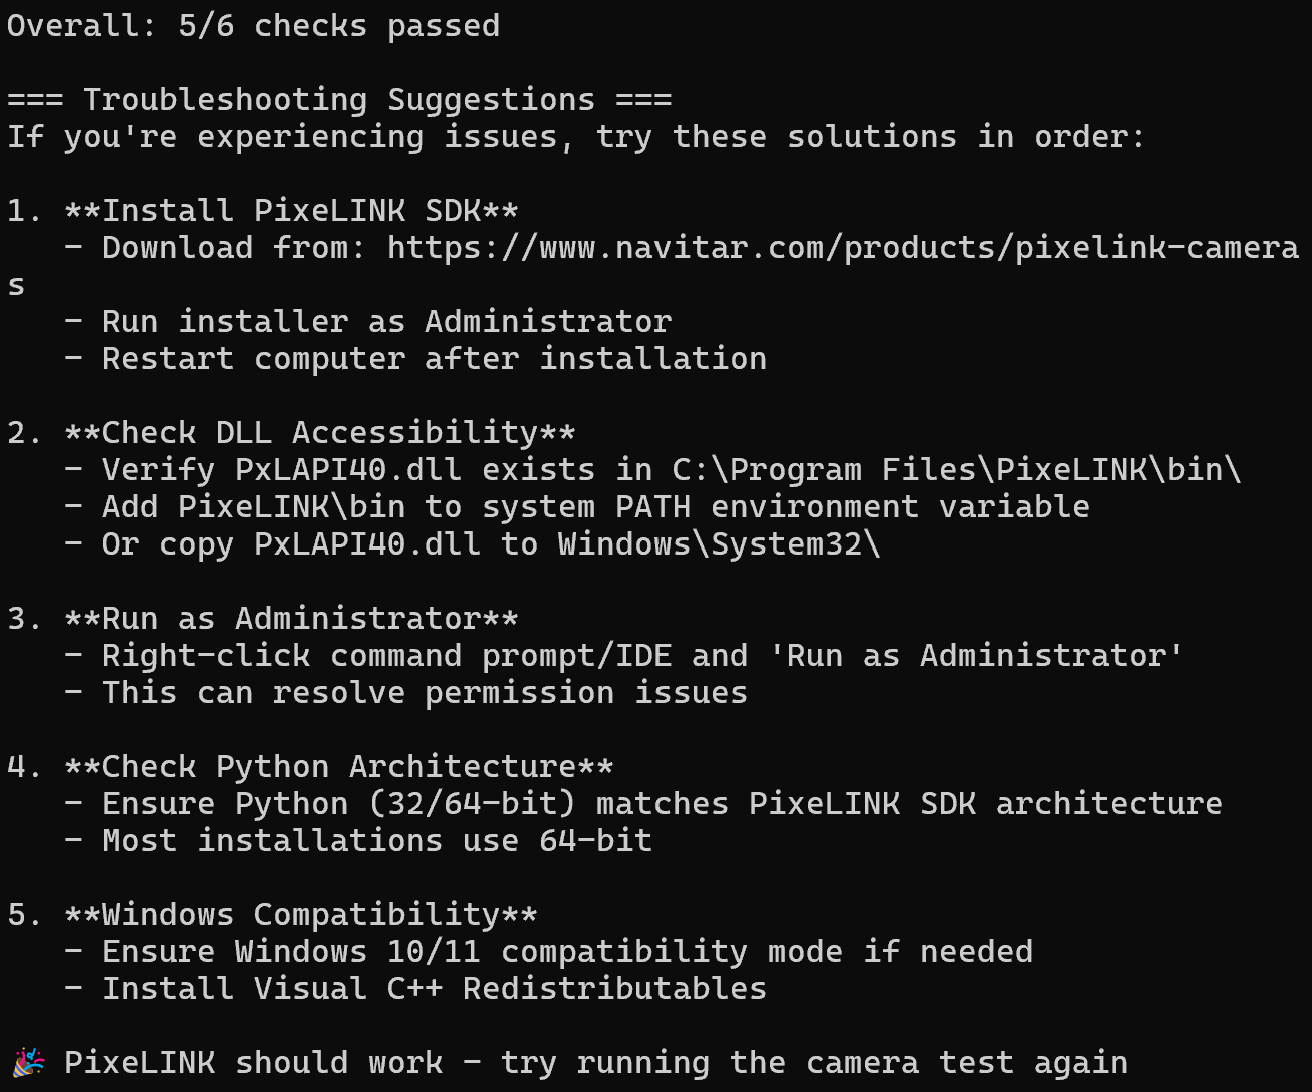 Overall: 5/6 checks passed
=== Troubleshooting Suggestions ===
If you're experiencing issues, try these solutions in order:
1. **Install PixeLINK SDK**
- Download from: https://www.navitar.com/products/pixelink-camera
s
- Run installer as Administrator
- Restart computer after installation
2. **Check DLL Accessibility**
- Verify PxLAPI40.dll exists in C:\Program Files\PixeLINK\bin\
- Add PixeLINK\bin to system PATH environment variable
- Or copy PxLAPI40.dll to Windows\System32\
3. **Run as Administrator**
- Right-click command prompt/IDE and 'Run as Administrator'
- This can resolve permission issues
4. **Check Python Architecture**
- Ensure Python (32/64-bit) matches PixeLINK SDK architecture
- Most installations use 64-bit
5. **Windows Compatibility**
- Ensure Windows 10/11 compatibility mode if needed
- Install Visual C++ Redistributables
🎉 PixeLINK should work - try running the camera test again